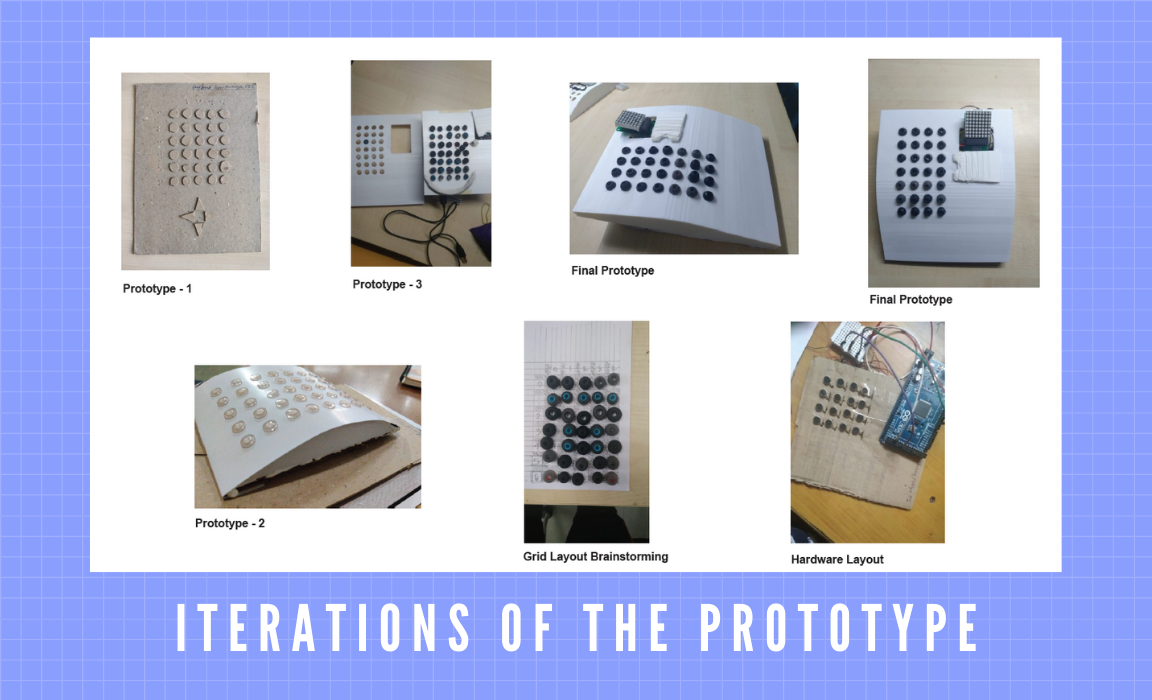 Prototype - 1
Prototype - 3
Final Prototype
Final Prototype
Prototype - 2
Grid Layout Brainstorming
Hardware Layout
ITERATIONS OF THE PROTOTYPE